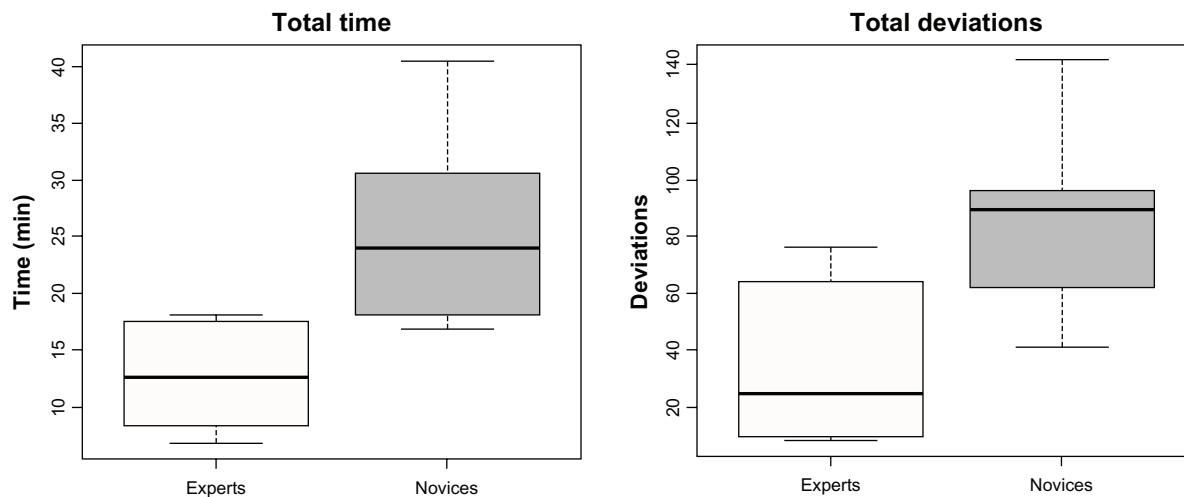 Total time
Time (min)
40
35
30
25
20
15
10
Experts
Novices
Total deviations
Deviations
140
120
100
80
60
40
20
Experts
Novices